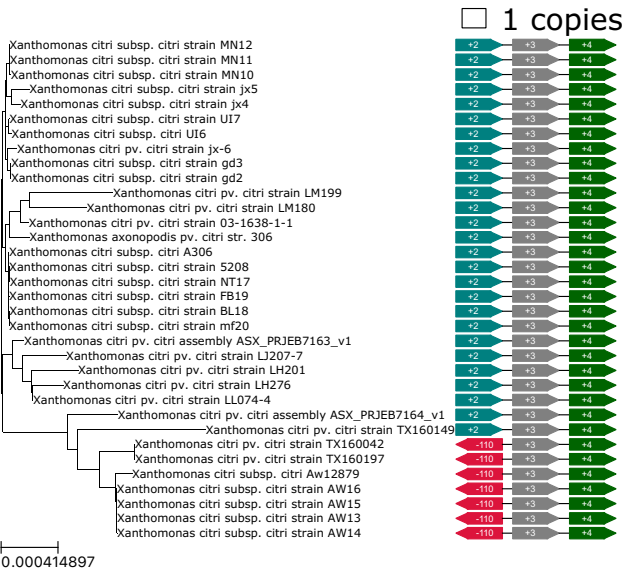 1 copies
Xanthomonas citri subsp. citri strain MN12 +2 +3 +4
Xanthomonas citri subsp. citri strain MN11 +2 +3 +4
Xanthomonas citri subsp. citri strain MN10 +2 +3 +4
Xanthomonas citri subsp. citri strain jx5 +2 +3 +4
Xanthomonas citri subsp. citri strain jx4 +2 +3 +4
Xanthomonas citri subsp. citri strain UI7 +2 +3 +4
Xanthomonas citri subsp. citri UI6 +2 +3 +4
Xanthomonas citri pv. citri strain jx-6 +2 +3 +4
Xanthomonas citri subsp. citri strain gd3 +2 +3 +4
Xanthomonas citri subsp. citri strain gd2 +2 +3 +4
Xanthomonas citri pv. citri strain LM199 +2 +3 +4
Xanthomonas citri pv. citri strain LM180 +2 +3 +4
Xanthomonas citri pv. citri strain 03-1638-1-1 +2 +3 +4
Xanthomonas axonopodis pv. citri str. 306 +2 +3 +4
Xanthomonas citri subsp. citri A306 +2 +3 +4
Xanthomonas citri subsp. citri strain 5208 +2 +3 +4
Xanthomonas citri subsp. citri strain NT17 +2 +3 +4
Xanthomonas citri subsp. citri strain FB19 +2 +3 +4
Xanthomonas citri subsp. citri strain BL18 +2 +3 +4
Xanthomonas citri subsp. citri strain mf20 +2 +3 +4
Xanthomonas citri pv. citri assembly ASX_PRJEB7163_v1 +2 +3 +4
Xanthomonas citri pv. citri strain LJ207-7 +2 +3 +4
Xanthomonas citri pv. citri strain LH201 +2 +3 +4
Xanthomonas citri pv. citri strain LH276 +2 +3 +4
Xanthomonas citri pv. citri strain LL074-4 +2 +3 +4
Xanthomonas citri pv. citri assembly ASX_PRJEB7164_v1 +2 +3 +4
Xanthomonas citri pv. citri strain TX160149 +2 +3 +4
Xanthomonas citri pv. citri strain TX160042 -110 +3 +4
Xanthomonas citri pv. citri strain TX160197 -110 +3 +4
Xanthomonas citri subsp. citri Aw12879 -110 +3 +4
Xanthomonas citri subsp. citri strain AW16 -110 +3 +4
Xanthomonas citri subsp. citri strain AW15 -110 +3 +4
Xanthomonas citri subsp. citri strain AW13 -110 +3 +4
Xanthomonas citri subsp. citri strain AW14 -110 +3 +4
0.000414897